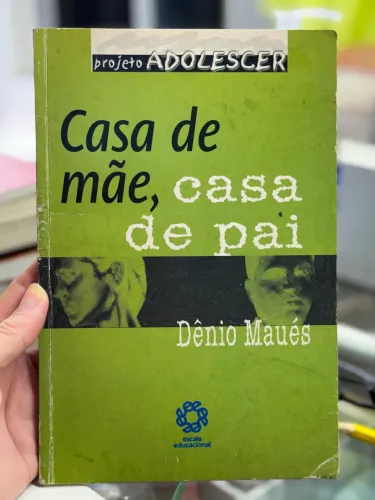 projeto ADOLESCER
Casa de
mãe, casa
de pai
Dênio Maués
escala
educacional